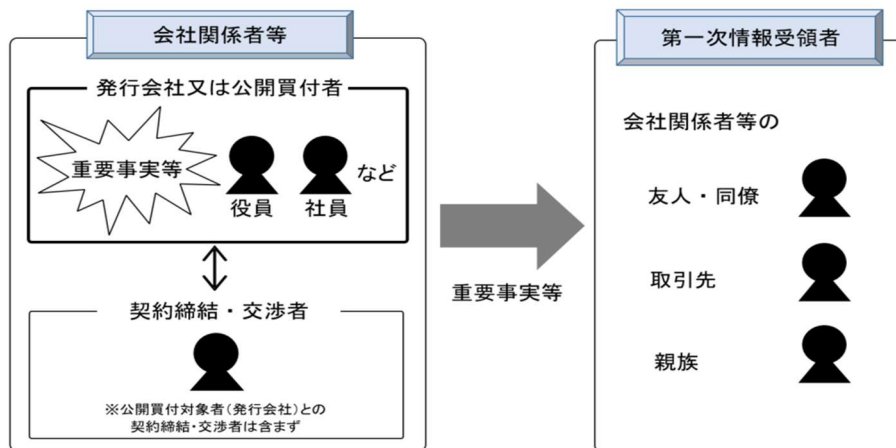 会社関係者等
発行会社又は公開買付者
重要事実等
役員
社員
など
契約締結・交渉者
※公開買付対象者(発行会社)との
契約締結・交渉者は含まず
重要事実等
第一次情報受領者
会社関係者等の
友人・同僚
取引先
親族